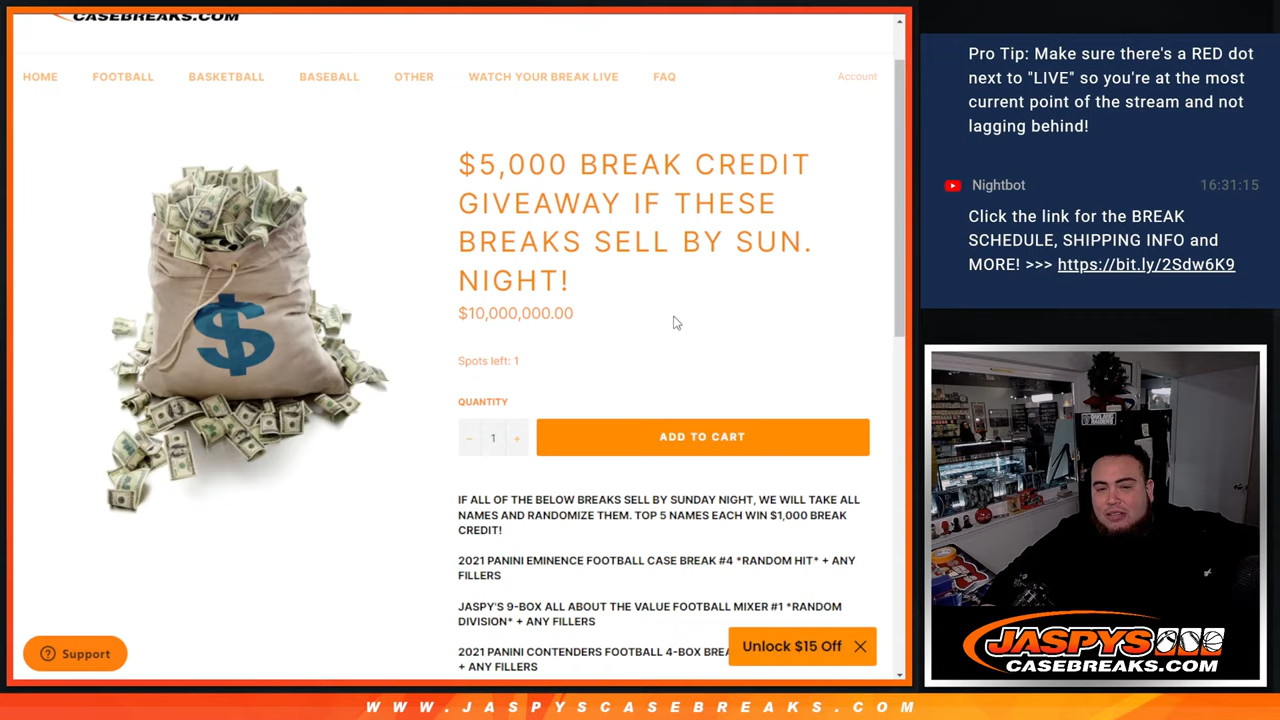 CASEBREAKS.COM
HOME
FOOTBALL
BASKETBALL
BASEBALL
OTHER
WATCH YOUR BREAK LIVE
FAQ
Account
$5,000 BREAK CREDIT
GIVEAWAY IF THESE
BREAKS SELL BY SUN.
NIGHT!
$10,000,000.00
Spots left: 1
QUANTITY
− 1 +
ADD TO CART
IF ALL OF THE BELOW BREAKS SELL BY SUNDAY NIGHT, WE WILL TAKE ALL
NAMES AND RANDOMIZE THEM. TOP 5 NAMES EACH WIN $1,000 BREAK
CREDIT!
2021 PANINI EMINENCE FOOTBALL CASE BREAK #4 *RANDOM HIT* + ANY
FILLERS
JASPY'S 9-BOX ALL ABOUT THE VALUE FOOTBALL MIXER #1 *RANDOM
DIVISION* + ANY FILLERS
2021 PANINI CONTENDERS FOOTBALL 4-BOX
+ ANY FILLERS
Unlock $15 Off
Support
$
Pro Tip: Make sure there's a RED dot
next to "LIVE" so you're at the most
current point of the stream and not
lagging behind!
Nightbot
16:31:15
Click the link for the BREAK
SCHEDULE, SHIPPING INFO and
MORE! >>> https://bit.ly/2Sdw6K9
JASPYS
CASEBREAKS.COM
WWW.JASPYSCASEBREAKS.COM